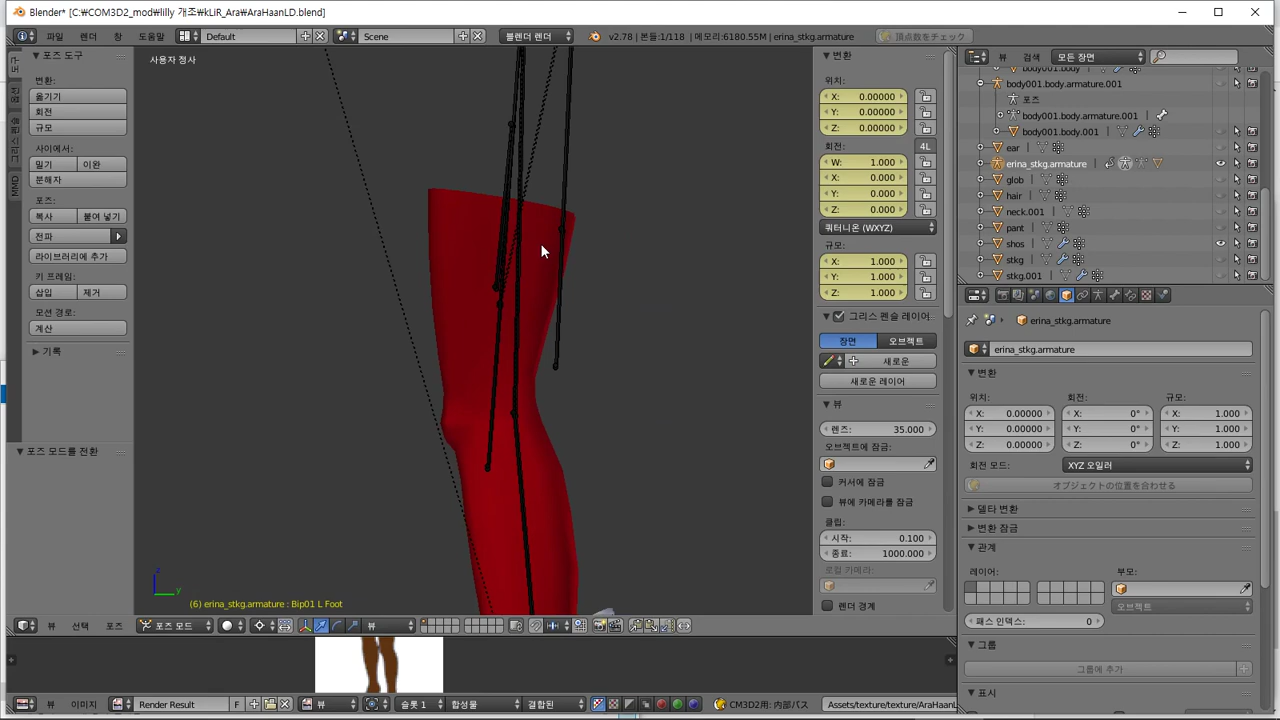 Blender* [C:\COM3D2_mod\lilly 개조\kLiR_Ara\AraHaanLD.blend]
파일 렌더 창 도움말 Default Scene 블렌더 렌더 v2.78 | 본들:1/118 | 메모리:6180.55M | erina_stkg.armature 頂点数をチェック
포즈 도구
변환:
옮기기
회전
규모
사이에서:
밀기 이완
분해자
포즈:
복사 붙여 넣기
전파
라이브러리에 추가
키 프레임:
삽입 제거
모션 경로:
계산
기록
MMD
포즈 모드를 전환
사용자 정사
z
y
(6) erina_stkg.armature : Bip01 L Foot
뷰 선택 포즈 포즈 모드 뷰
변환
위치:
X: 0.00000
Y: 0.00000
Z: 0.00000
회전: 4L
W: 1.000
X: 0.000
Y: 0.000
Z: 0.000
쿼터니온 (WXYZ)
규모:
X: 1.000
Y: 1.000
Z: 1.000
그리스 펜슬 레이어
장면 오브젝트
새로운
새로운 레이어
뷰
렌즈: 35.000
오브젝트에 잠금:
커서에 잠금
뷰에 카메라를 잠금
클립:
시작: 0.100
종료: 1000.000
로컬 카메라:
렌더 경계
뷰 검색 모든 장면
body001.body
body001.body.armature.001
포즈
body001.body.armature.001
body001.body.001
ear
erina_stkg.armature
glob
hair
neck.001
pant
shos
stkg
stkg.001
erina_stkg.armature
erina_stkg.armature
변환
위치: 회전: 규모:
X: 0.00000 X: 0° X: 1.000
Y: 0.00000 Y: 0° Y: 1.000
Z: 0.00000 Z: 0° Z: 1.000
회전 모드: XYZ 오일러
オブジェクトの位置を合わせる
델타 변환
변환 잠금
관계
레이어: 부모:
오브젝트
패스 인덱스: 0
그룹
그룹에 추가
표시
뷰 이미지 Render Result F 뷰 슬롯 1 합성물 결합된 CM3D2用: 内部パス Assets/texture/texture/AraHaanL